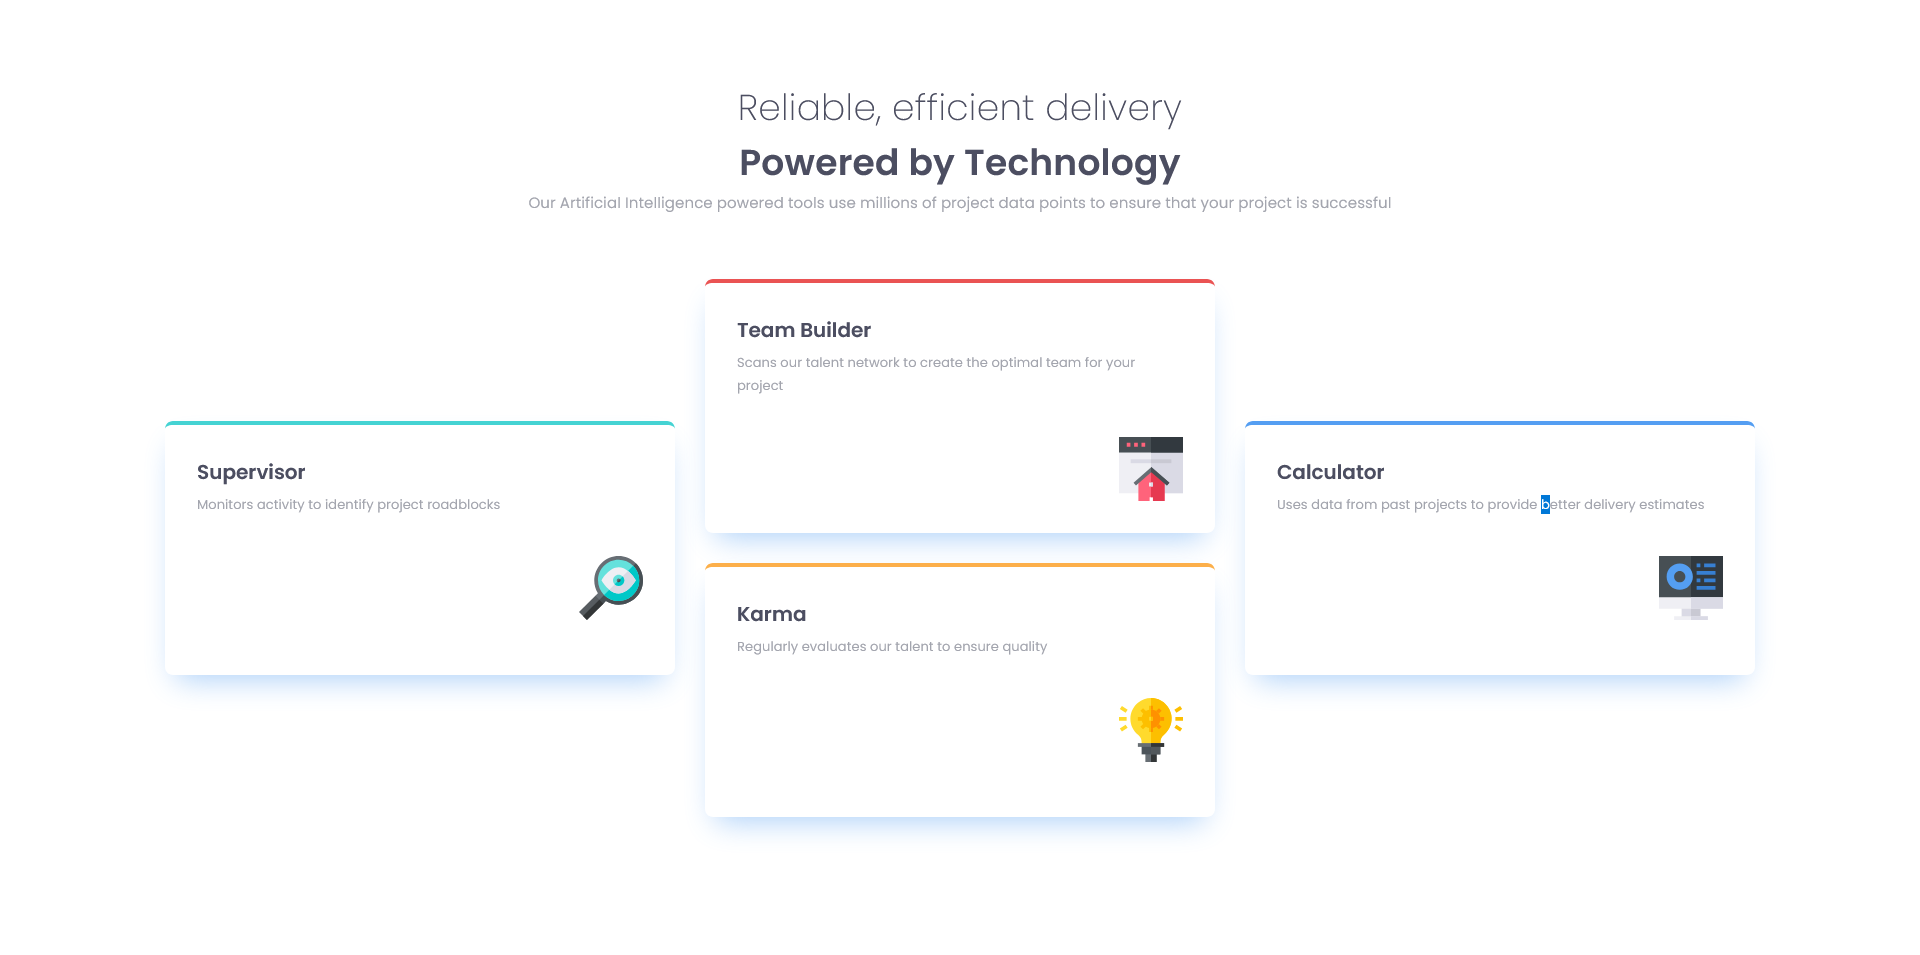 Reliable, efficient delivery
Powered by Technology
Our Artificial Intelligence powered tools use millions of project data points to ensure that your project is successful
Team Builder
Scans our talent network to create the optimal team for your
project
Supervisor
Monitors activity to identify project roadblocks
Calculator
Uses data from past projects to provide better delivery estimates
Karma
Regularly evaluates our talent to ensure quality